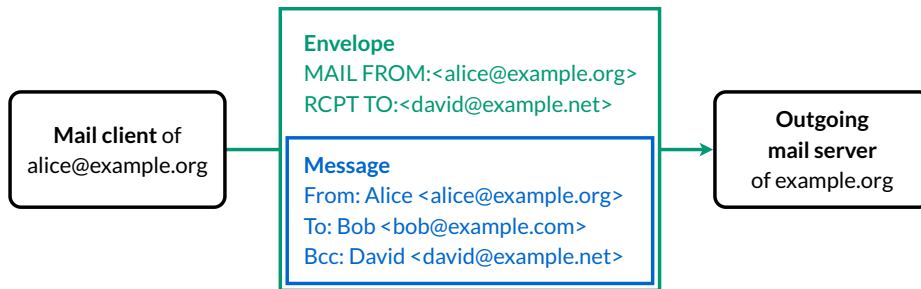 Mail client of
alice@example.org
Envelope
MAIL FROM:<alice@example.org>
RCPT TO:<david@example.net>
Message
From: Alice <alice@example.org>
To: Bob <bob@example.com>
Bcc: David <david@example.net>
Outgoing
mail server
of example.org